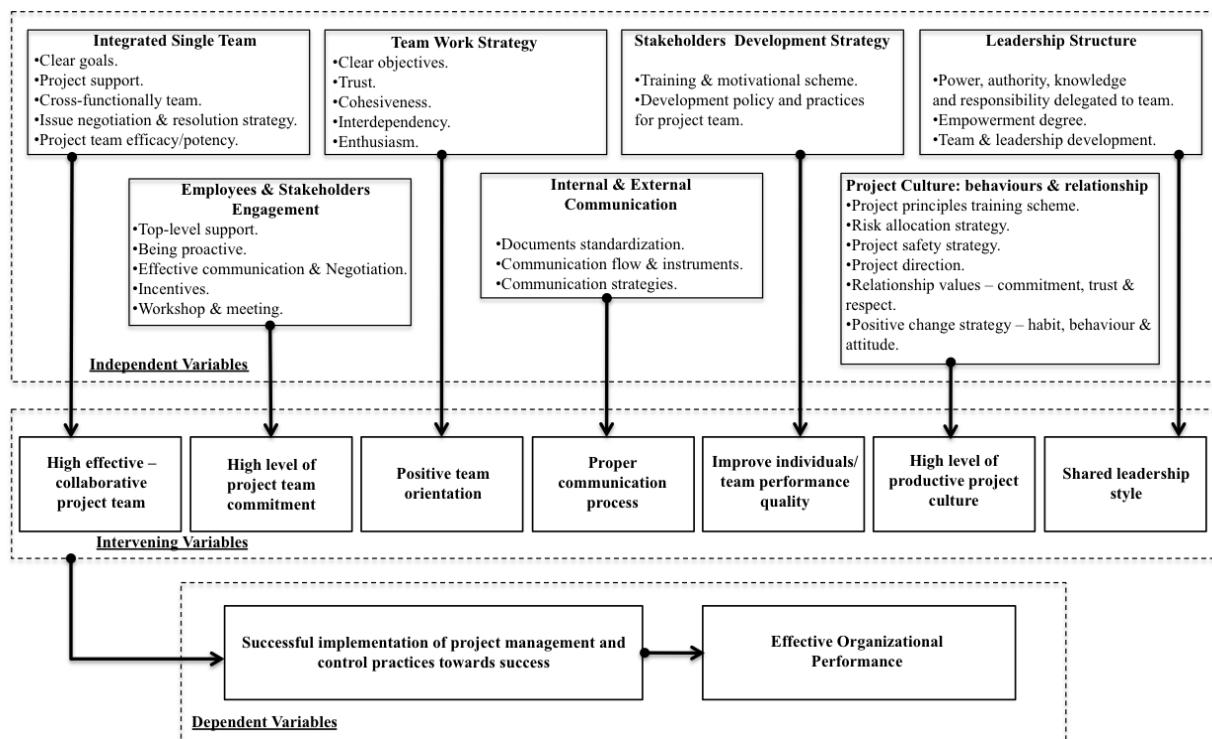 Integrated Single Team
•Clear goals.
•Project support.
•Cross-functionally team.
•Issue negotiation & resolution strategy.
•Project team efficacy/potency.
Team Work Strategy
•Clear objectives.
•Trust.
•Cohesiveness.
•Interdependency.
•Enthusiasm.
Stakeholders Development Strategy
•Training & motivational scheme.
•Development policy and practices
for project team.
Leadership Structure
•Power, authority, knowledge
and responsibility delegated to team.
•Empowerment degree.
•Team & leadership development.
Employees & Stakeholders
Engagement
•Top-level support.
•Being proactive.
•Effective communication & Negotiation.
•Incentives.
•Workshop & meeting.
Internal & External
Communication
•Documents standardization.
•Communication flow & instruments.
•Communication strategies.
Project Culture: behaviours & relationship
•Project principles training scheme.
•Risk allocation strategy.
•Project safety strategy.
•Project direction.
•Relationship values – commitment, trust &
respect.
•Positive change strategy – habit, behaviour &
attitude.
Independent Variables
High effective –
collaborative
project team
High level of
project team
commitment
Positive team
orientation
Proper
communication
process
Improve individuals/
team performance
quality
High level of
productive project
culture
Shared leadership
style
Intervening Variables
Successful implementation of project management and
control practices towards success
Effective Organizational
Performance
Dependent Variables